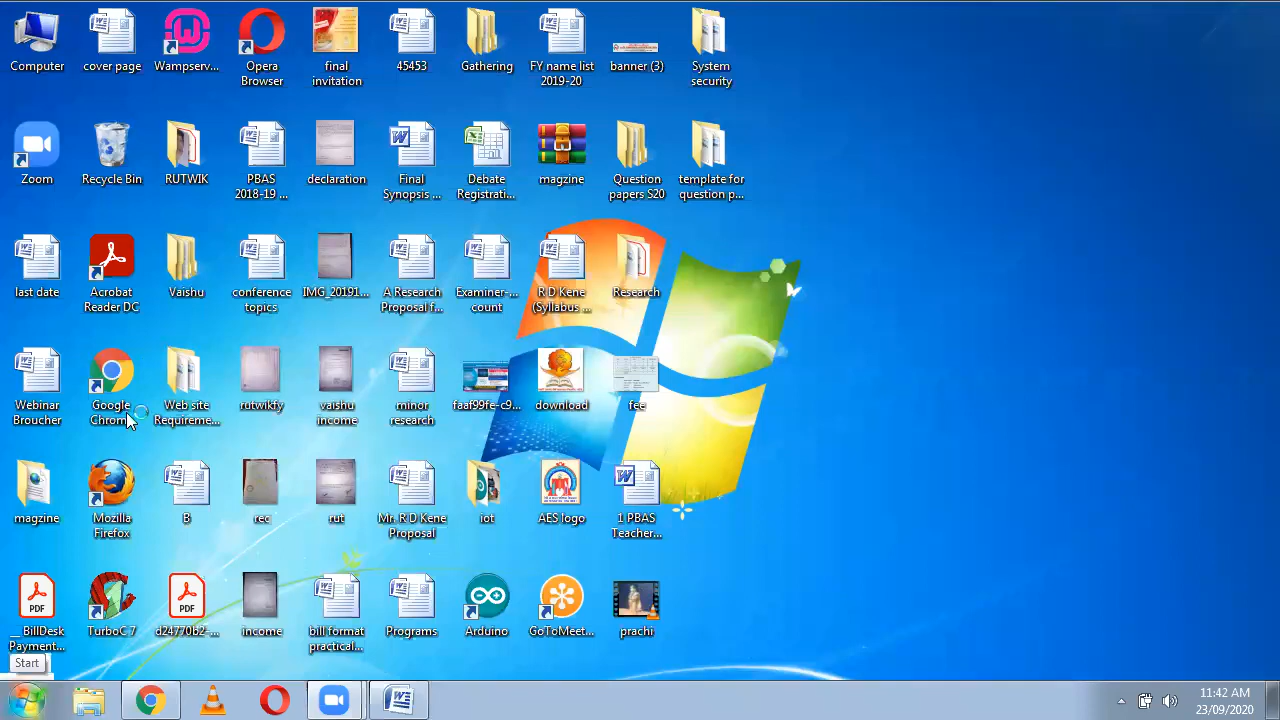 Computer
cover page
Wampserv...
Opera
Browser
final
invitation
45453
Gathering
FY name list
2019-20
banner (3)
System
security
Zoom
Recycle Bin
RUTWIK
PBAS
2018-19 ...
declaration
Final
Synopsis ...
Debate
Registrati...
magzine
Question
papers S20
template for
question p...
last date
Acrobat
Reader DC
Vaishu
conference
topics
IMG_20191...
A Research
Proposal f...
Examiner-...
count
R D Kene
(Syllabus ...
Research
Webinar
Broucher
Google
Chrome
Web site
Requireme...
rutwikfy
vaishu
income
minor
research
faaf99fe-c9...
download
fee
magzine
Mozilla
Firefox
B
rec
rut
Mr. R D Kene
Proposal
iot
AES logo
1 PBAS
Teacher...
PDF
__BillDesk
Payment...
TurboC 7
PDF
d24770b2-...
income
bill format
practical...
Programs
Arduino
GoToMeet...
prachi
Start
11:42 AM
23/09/2020